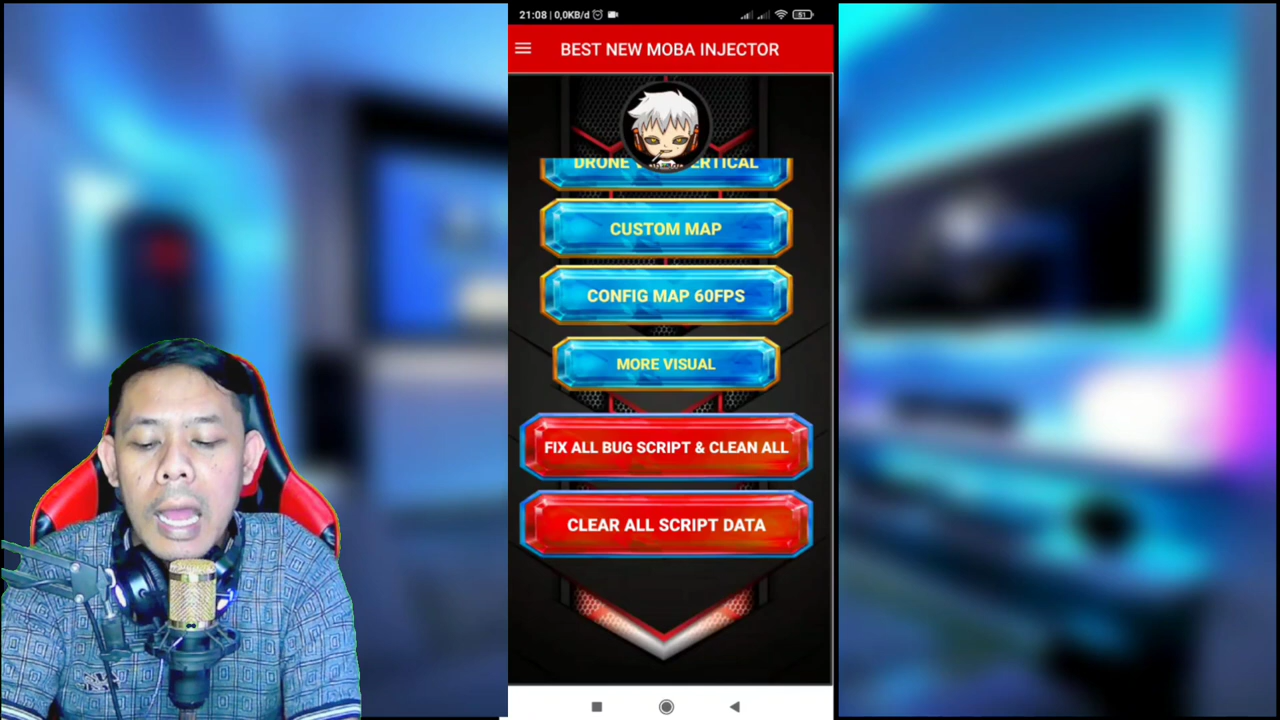 21:08 | 0,0KB/d
51
BEST NEW MOBA INJECTOR
DRONE
CUSTOM MAP
CONFIG MAP 60FPS
MORE VISUAL
FIX ALL BUG SCRIPT & CLEAN ALL
CLEAR ALL SCRIPT DATA